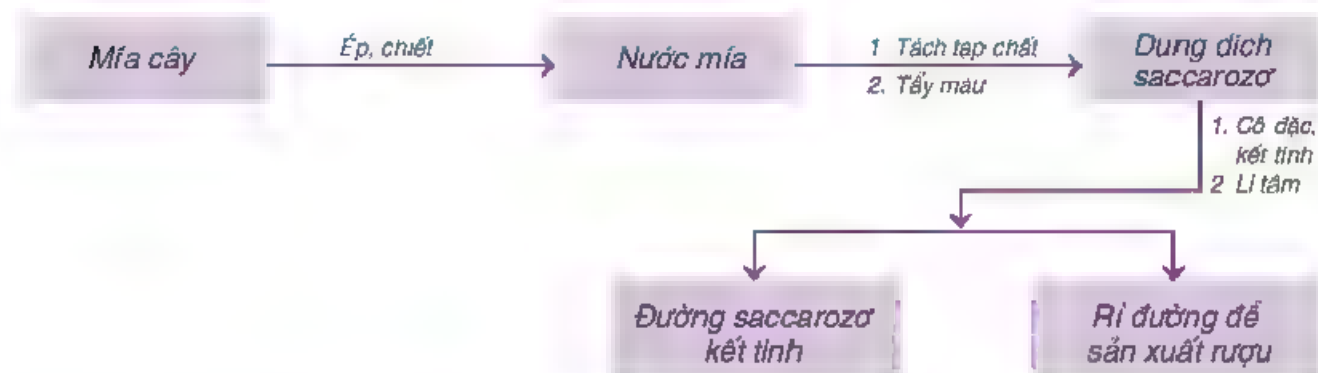 Mía cây
Ép, chiết
Nước mía
1 Tách tạp chất
2. Tẩy màu
Dung dịch
saccarozơ
1. Cô đặc,
kết tinh
2 Li tâm
Đường saccarozơ
kết tinh
Rỉ đường để
sản xuất rượu